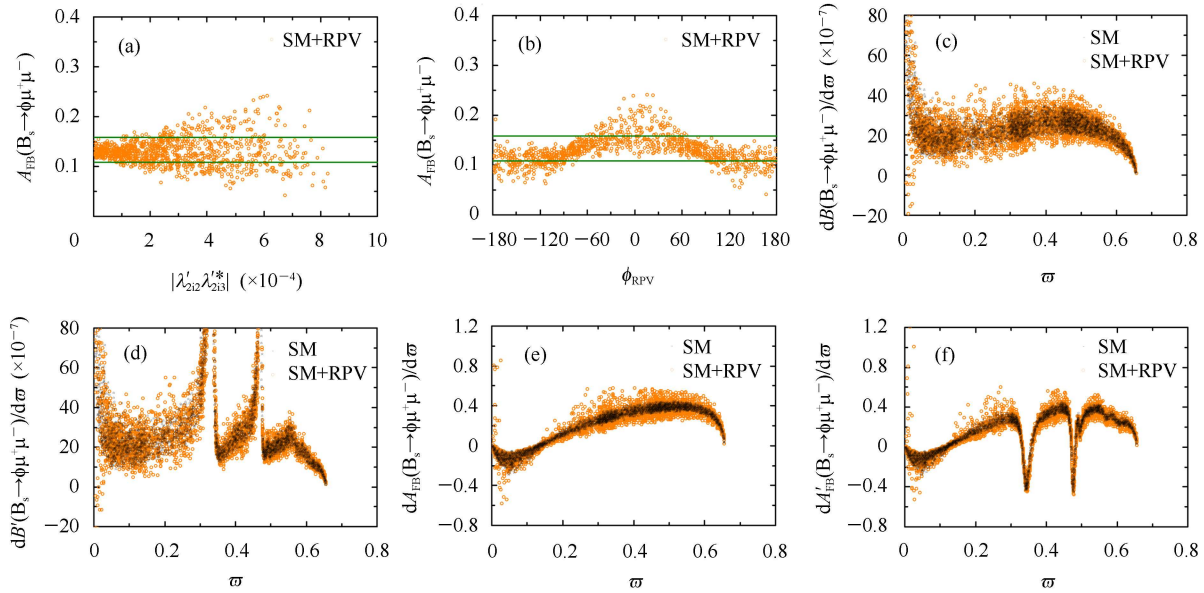 (a) SM+RPV
A_FB(B_s→ϕμ⁺μ⁻)
0.4
0.3
0.2
0.1
0 2 4 6 8 10
|λ′_2i2 λ′*_2i3| (×10⁻⁴)
(b) SM+RPV
A_FB(B_s→ϕμ⁺μ⁻)
0.4
0.3
0.2
0.1
0
−180 −120 −60 0 60 120 180
ϕ_RPV
(c) SM
SM+RPV
dB(B_s→ϕμ⁺μ⁻)/dϖ (×10⁻⁷)
80
60
40
20
0
−20
0 0.2 0.4 0.6 0.8
ϖ
(d) SM
SM+RPV
dB′(B_s→ϕμ⁺μ⁻)/dϖ (×10⁻⁷)
80
60
40
20
0
−20
0 0.2 0.4 0.6 0.8
ϖ
(e) SM
SM+RPV
dA_FB(B_s→ϕμ⁺μ⁻)/dϖ
1.2
0.8
0.4
0
−0.4
−0.8
0 0.2 0.4 0.6 0.8
ϖ
(f) SM
SM+RPV
dA′_FB(B_s→ϕμ⁺μ⁻)/dϖ
1.2
0.8
0.4
0
−0.4
−0.8
0 0.2 0.4 0.6 0.8
ϖ